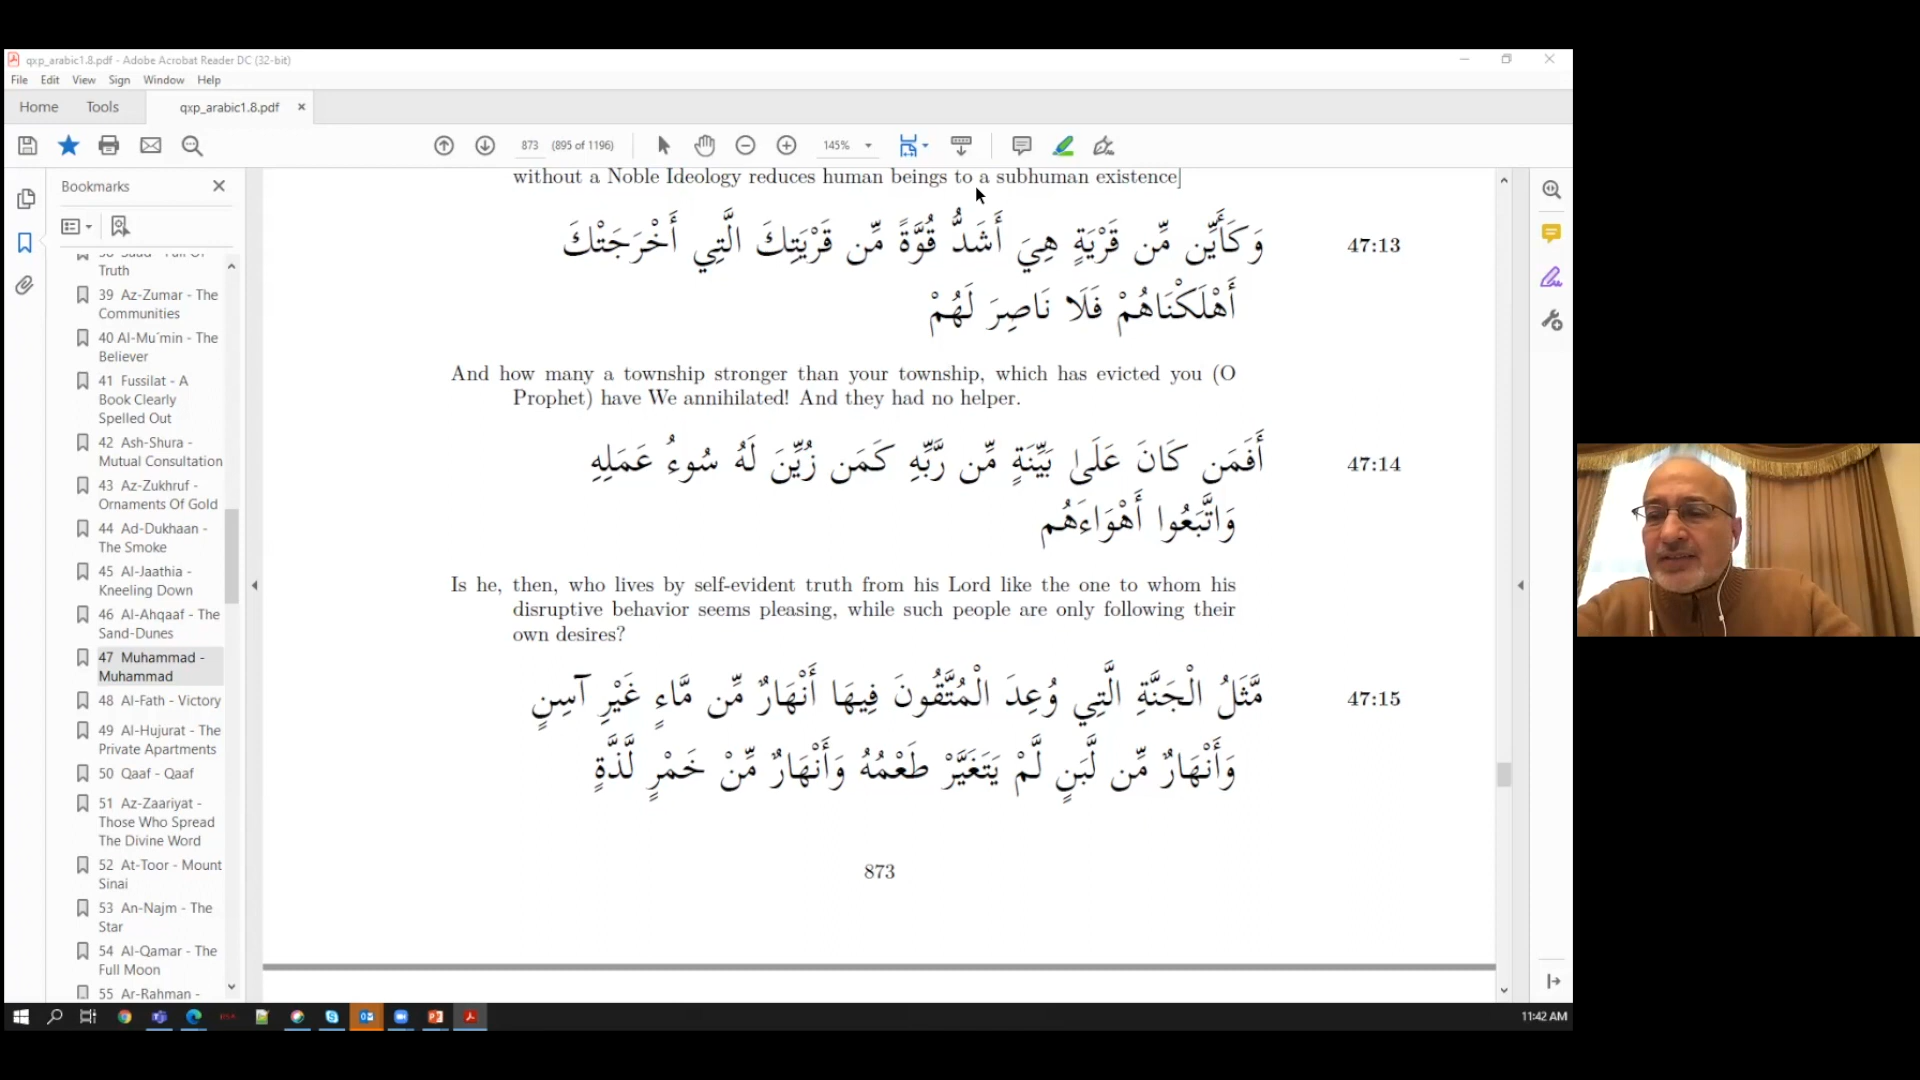 qxp_arabic1.8.pdf - Adobe Acrobat Reader DC (32-bit)
File Edit View Sign Window Help
Home Tools qxp_arabic1.8.pdf ×
873 (895 of 1196) 145%
Bookmarks
Truth
39 Az-Zumar - The
Communities
40 Al-Mu´min - The
Believer
41 Fussilat - A
Book Clearly
Spelled Out
42 Ash-Shura -
Mutual Consultation
43 Az-Zukhruf -
Ornaments Of Gold
44 Ad-Dukhaan -
The Smoke
45 Al-Jaathia -
Kneeling Down
46 Al-Ahqaaf - The
Sand-Dunes
47 Muhammad -
Muhammad
48 Al-Fath - Victory
49 Al-Hujurat - The
Private Apartments
50 Qaaf - Qaaf
51 Az-Zaariyat -
Those Who Spread
The Divine Word
52 At-Toor - Mount
Sinai
53 An-Najm - The
Star
54 Al-Qamar - The
Full Moon
55 Ar-Rahman -
without a Noble Ideology reduces human beings to a subhuman existence]
وَكَأَيِّن مِّن قَرْيَةٍ هِيَ أَشَدُّ قُوَّةً مِّن قَرْيَتِكَ الَّتِي أَخْرَجَتْكَ 47:13
أَهْلَكْنَاهُمْ فَلَا نَاصِرَ لَهُمْ
And how many a township stronger than your township, which has evicted you (O
Prophet) have We annihilated! And they had no helper.
أَفَمَن كَانَ عَلَىٰ بَيِّنَةٍ مِّن رَّبِّهِ كَمَن زُيِّنَ لَهُ سُوءُ عَمَلِهِ 47:14
وَاتَّبَعُوا أَهْوَاءَهُم
Is he, then, who lives by self-evident truth from his Lord like the one to whom his
disruptive behavior seems pleasing, while such people are only following their
own desires?
مَّثَلُ الْجَنَّةِ الَّتِي وُعِدَ الْمُتَّقُونَ فِيهَا أَنْهَارٌ مِّن مَّاءٍ غَيْرِ آسِنٍ 47:15
وَأَنْهَارٌ مِّن لَّبَنٍ لَّمْ يَتَغَيَّرْ طَعْمُهُ وَأَنْهَارٌ مِّنْ خَمْرٍ لَّذَّةٍ
873
11:42 AM